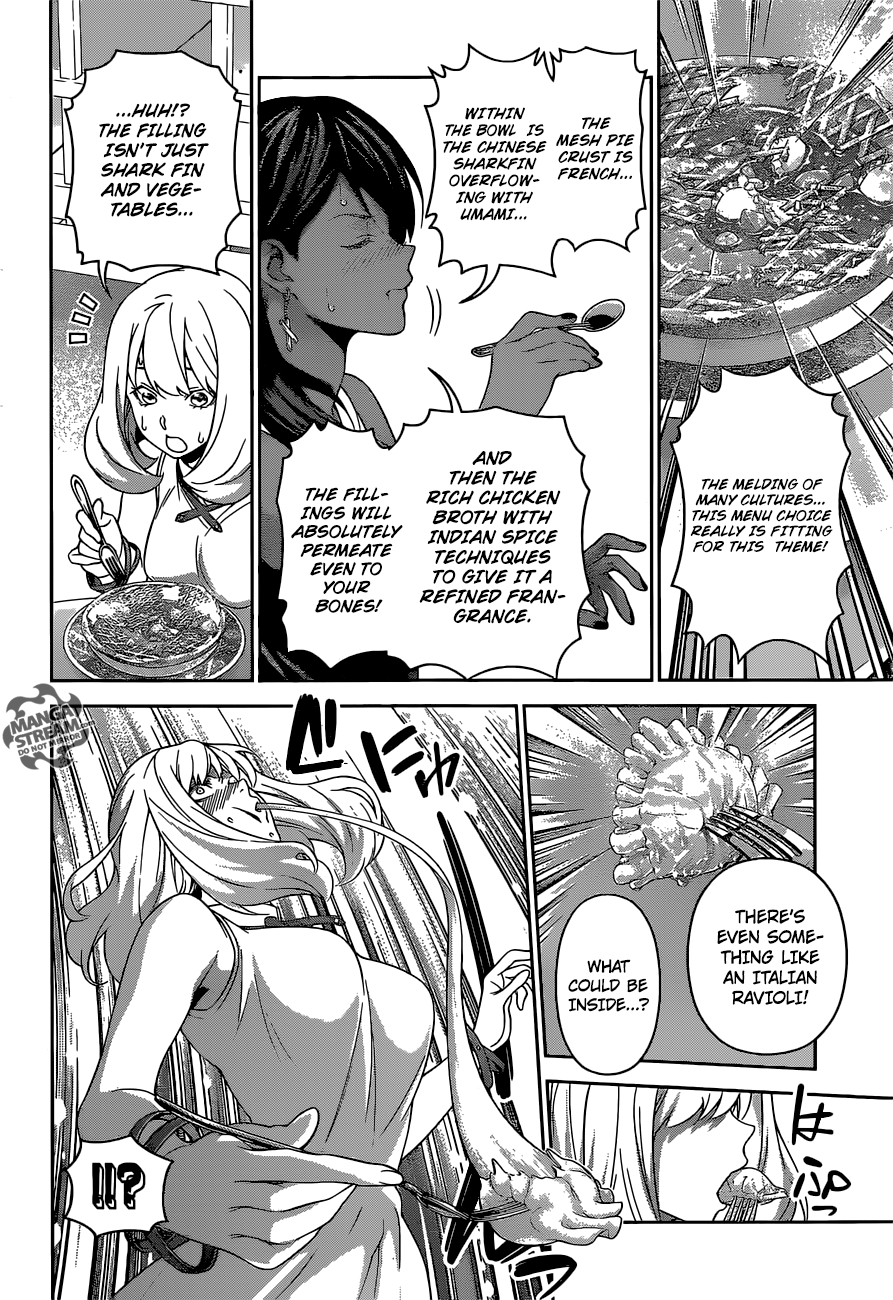 THE
MESH PIE
CRUST IS
FRENCH...
WITHIN
THE BOWL IS
THE CHINESE
SHARKFIN
OVERFLOW-
ING WITH
UMAMI...
THE MELDING OF
MANY CULTURES...
THIS MENU CHOICE
REALLY IS FITTING
FOR THIS THEME!
AND
THEN THE
RICH CHICKEN
BROTH WITH
INDIAN SPICE
TECHNIQUES
TO GIVE IT A
REFINED FRAN-
GRANCE.
THE FILL-
INGS WILL
ABSOLUTELY
PERMEATE
EVEN TO
YOUR
BONES!
...HUH!?
THE FILLING
ISN'T JUST
SHARK FIN
AND VEGE-
TABLES...
THERE'S
EVEN SOME-
THING LIKE
AN ITALIAN
RAVIOLI!
WHAT
COULD BE
INSIDE...?
はぷっ
にゅ
!!?
MANGA
STREAM.com
DO NOT MIRROR!